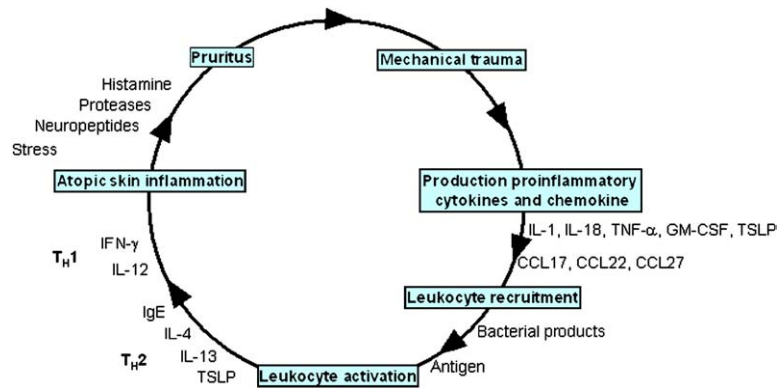 Pruritus
Mechanical trauma
Histamine
Proteases
Neuropeptides
Stress
Atopic skin inflammation
Production proinflammatory
cytokines and chemokine
IL-1, IL-18, TNF-α, GM-CSF, TSLP
IFN-γ
T_H1
IL-12
CCL17, CCL22, CCL27
Leukocyte recruitment
IgE
IL-4
Bacterial products
T_H2
IL-13
TSLP
Leukocyte activation
Antigen